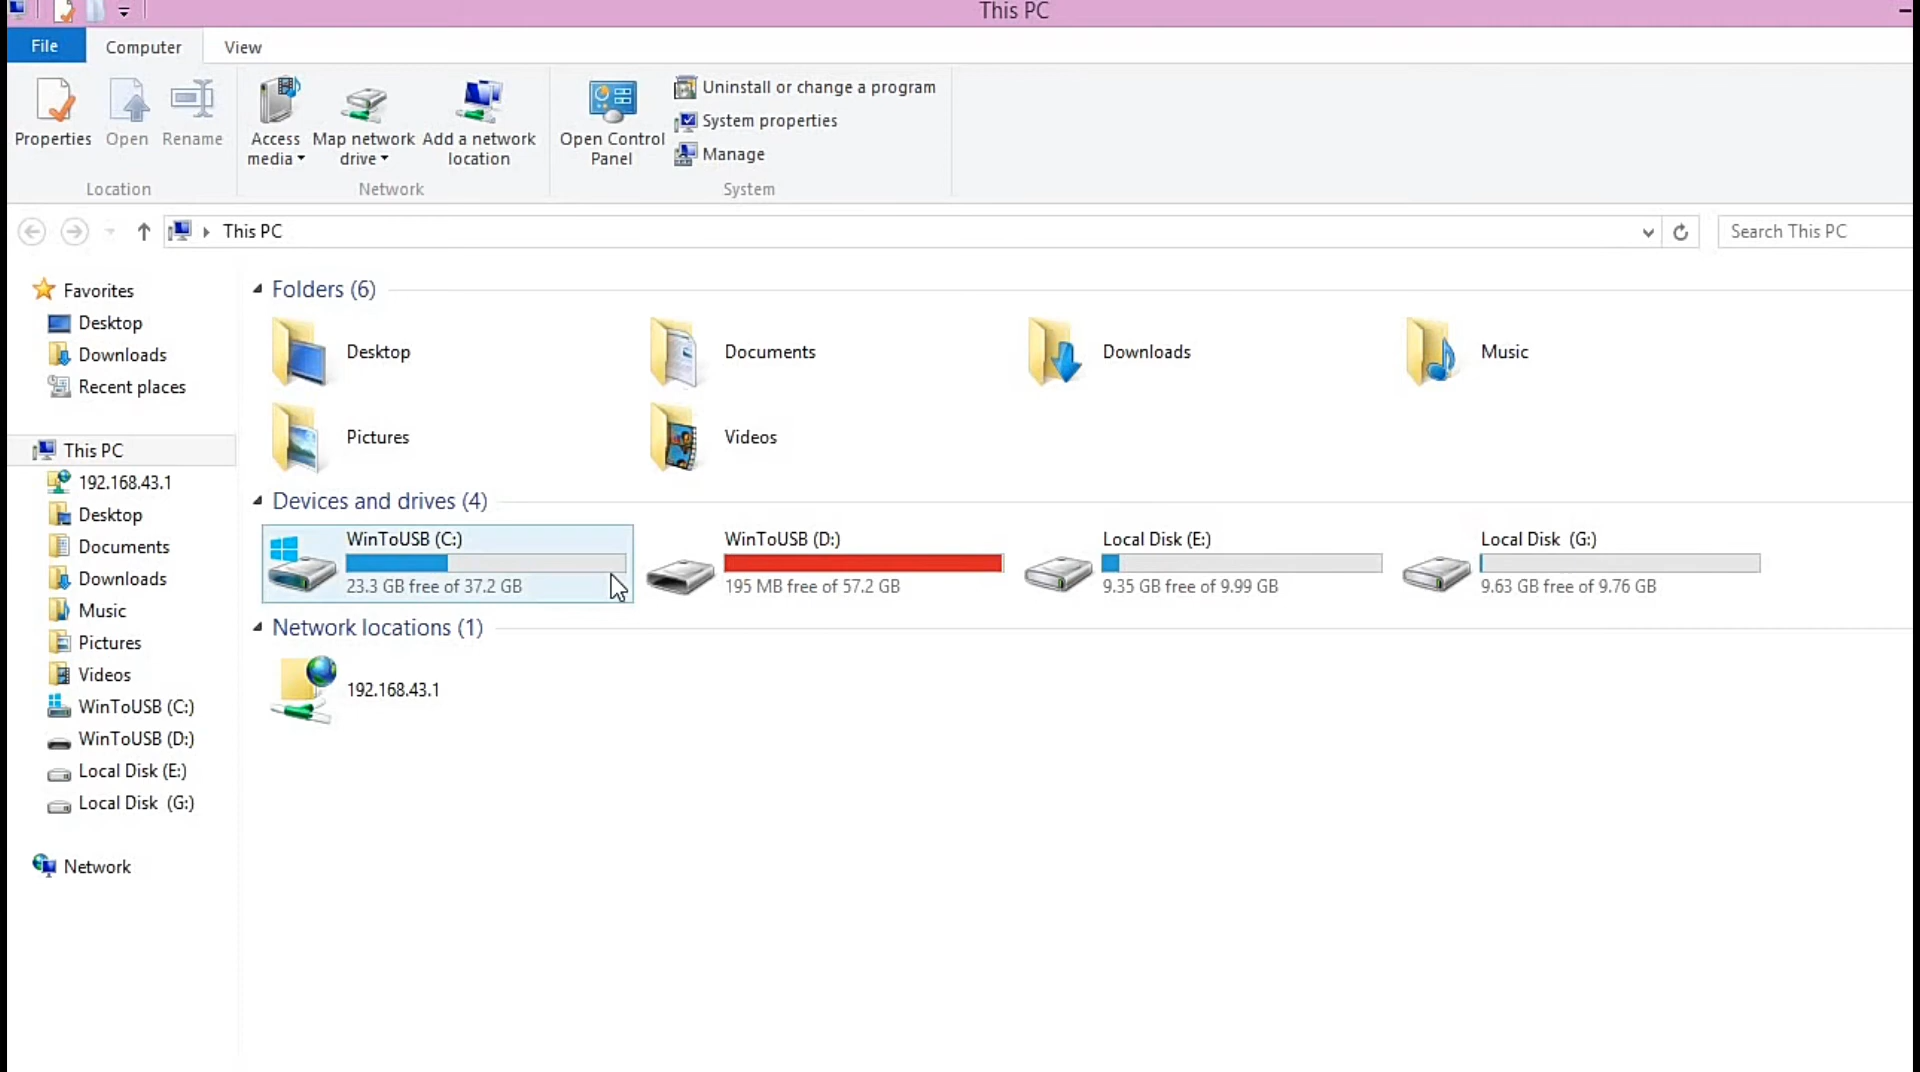 This PC
File
Computer
View
Properties
Open
Rename
Access media
Map network drive
Add a network location
Open Control Panel
Uninstall or change a program
System properties
Manage
Location
Network
System
This PC
Search This PC
Favorites
Desktop
Downloads
Recent places
This PC
192.168.43.1
Desktop
Documents
Downloads
Music
Pictures
Videos
WinToUSB (C:)
WinToUSB (D:)
Local Disk (E:)
Local Disk (G:)
Network
Folders (6)
Desktop
Documents
Downloads
Music
Pictures
Videos
Devices and drives (4)
WinToUSB (C:)
23.3 GB free of 37.2 GB
WinToUSB (D:)
195 MB free of 57.2 GB
Local Disk (E:)
9.35 GB free of 9.99 GB
Local Disk (G:)
9.63 GB free of 9.76 GB
Network locations (1)
192.168.43.1